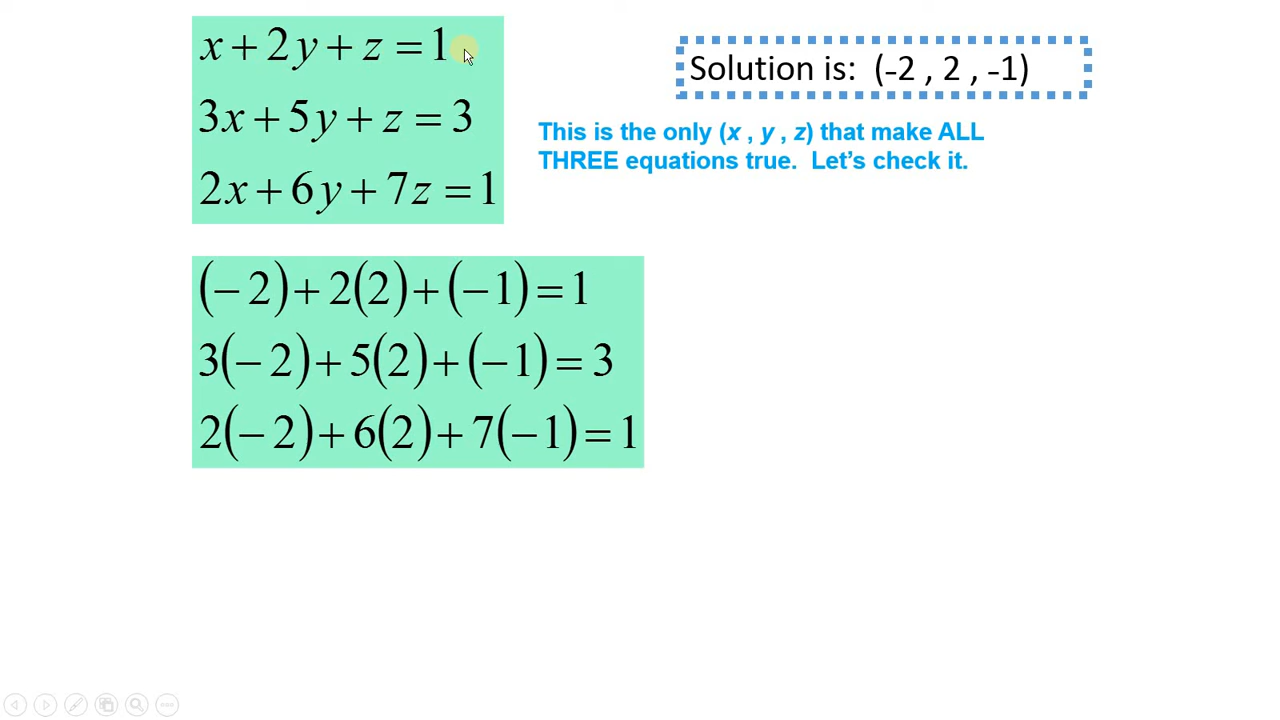 x + 2y + z = 1
3x + 5y + z = 3
2x + 6y + 7z = 1
Solution is: (-2 , 2 , -1)
This is the only (x , y , z) that make ALL
THREE equations true. Let's check it.
(− 2) + 2(2) + (− 1) = 1
3(− 2) + 5(2) + (− 1) = 3
2(− 2) + 6(2) + 7(− 1) = 1